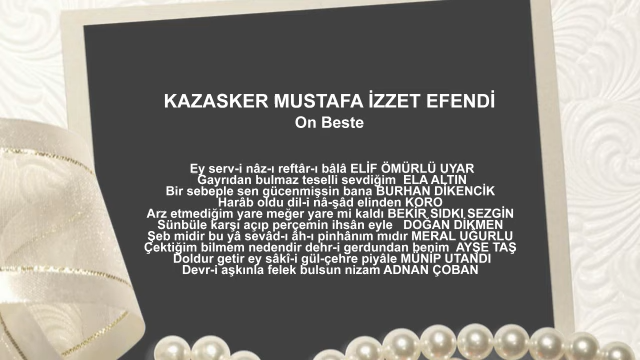 KAZASKER MUSTAFA İZZET EFENDİ
On Beste
Ey serv-i nâz-ı reftâr-ı bâlâ ELİF ÖMÜRLÜ UYAR
Gayrıdan bulmaz teselli sevdiğim ELA ALTIN
Bir sebeple sen gücenmişsin bana BURHAN DİKENCİK
Harâb oldu dil-i nâ-şâd elinden KORO
Arz etmediğim yare meğer yare mi kaldı BEKİR SIDKI SEZGİN
Sünbüle karşı açıp perçemin ihsân eyle DOĞAN DİKMEN
Şeb midir bu yâ sevâd-ı âh-ı pinhânım mıdır MERAL UĞURLU
Çektiğim bilmem nedendir dehr-i gerdundan benim AYŞE TAŞ
Doldur getir ey sâkî-i gül-çehre piyâle MÜNİP UTANDI
Devr-i aşkınla felek bulsun nizam ADNAN ÇOBAN